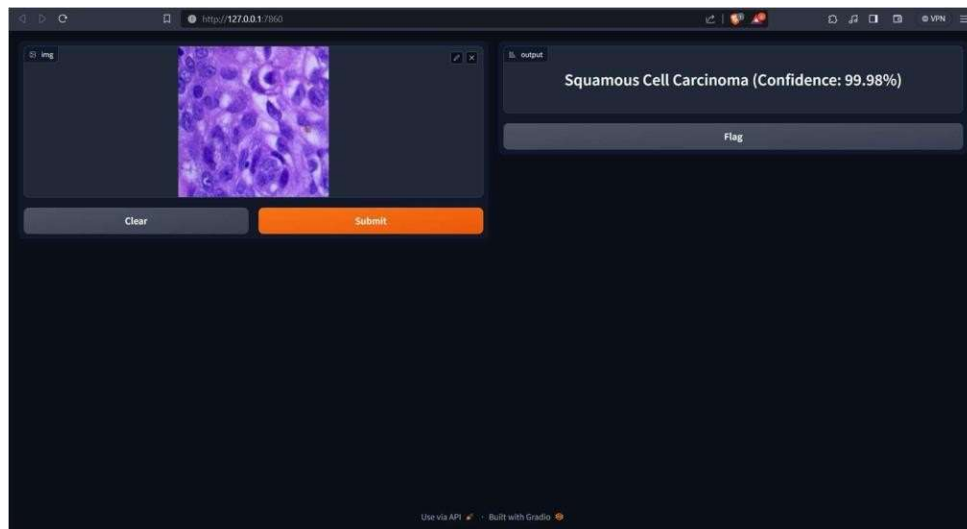 http://127.0.0.1:7860
VPN
img
output
Squamous Cell Carcinoma (Confidence: 99.98%)
Flag
Clear
Submit
Use via API · Built with Gradio